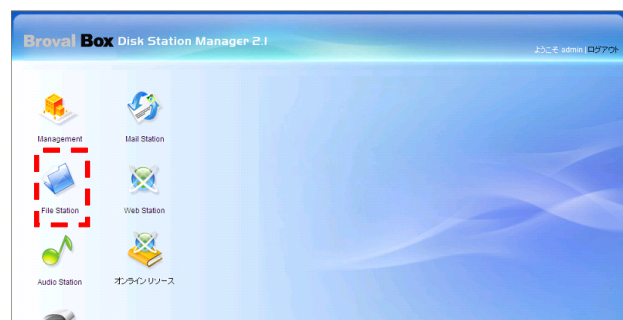 Broval Box Disk Station Manager 2.1
ようこそ admin | ログアウト
Management
Mail Station
File Station
Web Station
Audio Station
オンライン リソース